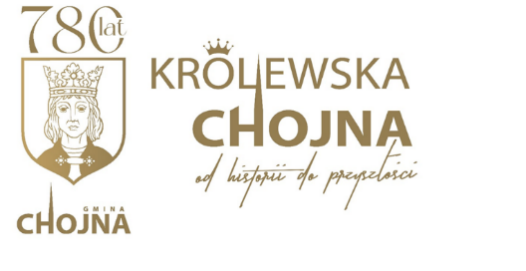 780 lat
GMINA
CHOJNA
KRÓLEWSKA
CHOJNA
od historii do przyszłości